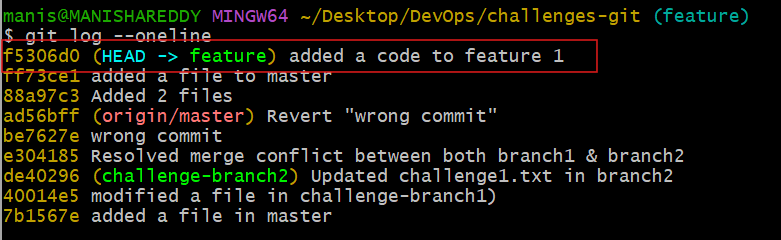 manis@MANISHAREDDY MINGW64 ~/Desktop/DevOps/challenges-git (feature)
$ git log --oneline
f5306d0 (HEAD -> feature) added a code to feature 1
ff73ce1 added a file to master
88a97c3 Added 2 files
ad56bff (origin/master) Revert "wrong commit"
be7627e wrong commit
e304185 Resolved merge conflict between both branch1 & branch2
de40296 (challenge-branch2) Updated challenge1.txt in branch2
40014e5 modified a file in challenge-branch1)
7b1567e added a file in master